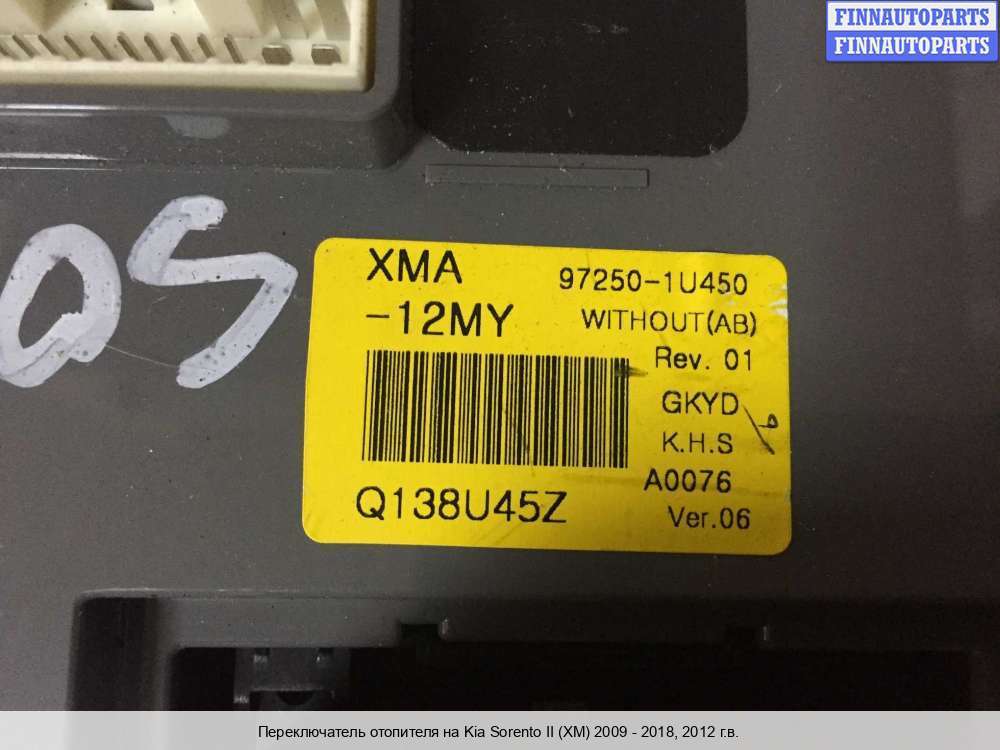 FINNAUTOPARTS
FINNAUTOPARTS
XMA
-12MY
97250-1U450
WITHOUT(AB)
Rev. 01
GKYD
K.H.S
A0076
Ver.06
Q138U45Z
Переключатель отопителя на Kia Sorento II (XM) 2009 - 2018, 2012 г.в.